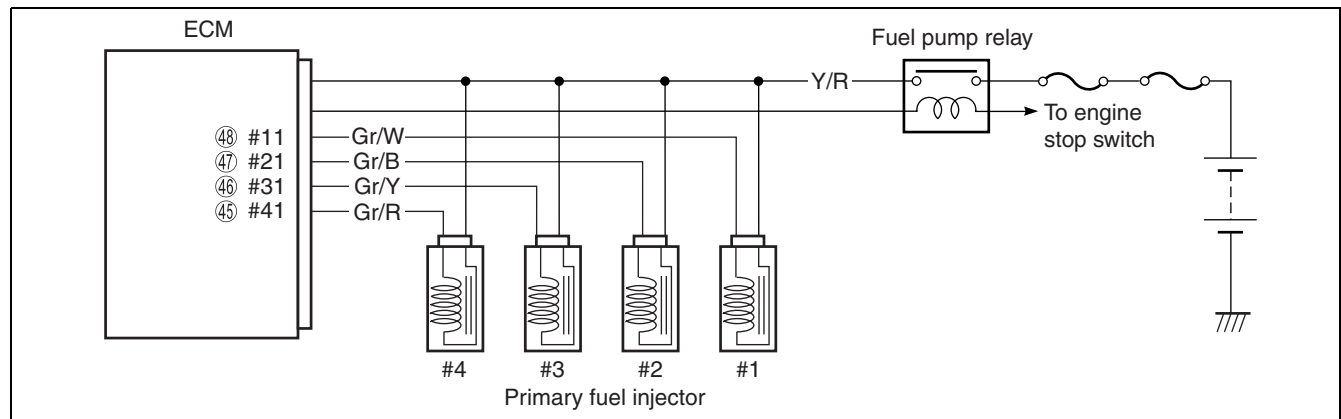 ECM
Fuel pump relay
Y/R
To engine
stop switch
㊽ #11 Gr/W
㊼ #21 Gr/B
㊻ #31 Gr/Y
㊺ #41 Gr/R
#4 #3 #2 #1
Primary fuel injector